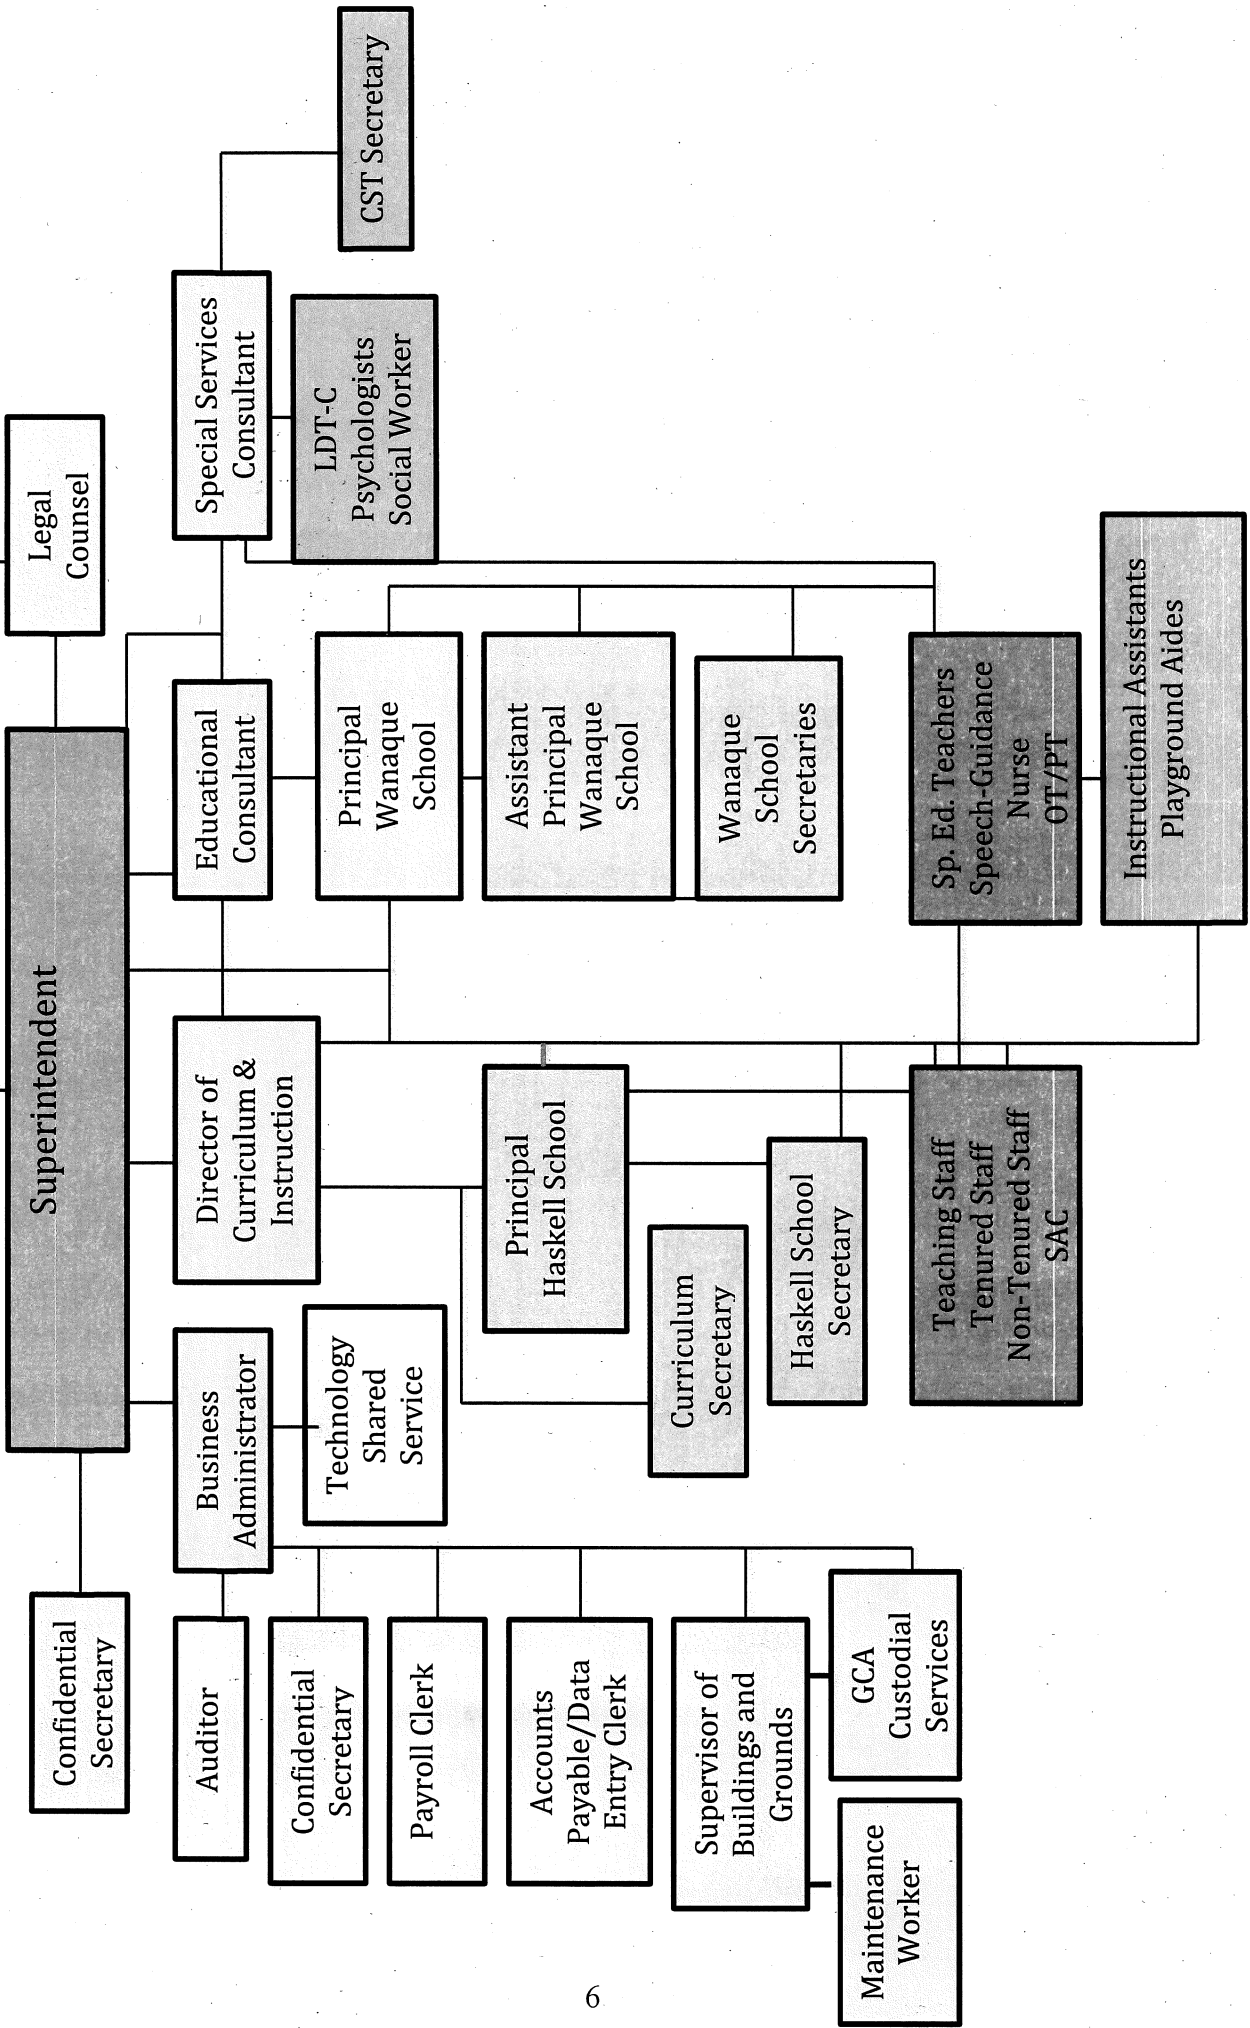 Superintendent
Legal
Counsel
Confidential
Secretary
Business
Administrator
Director of
Curriculum &
Instruction
Educational
Consultant
Special Services
Consultant
CST Secretary
LDT-C
Psychologists
Social Worker
Auditor
Technology
Shared
Service
Confidential
Secretary
Principal
Wanaque
School
Payroll Clerk
Principal
Haskell School
Assistant
Principal
Wanaque
School
Accounts
Payable/Data
Entry Clerk
Curriculum
Secretary
Wanaque
School
Secretaries
Supervisor of
Buildings and
Grounds
Haskell School
Secretary
GCA
Custodial
Services
Maintenance
Worker
Teaching Staff
Tenured Staff
Non-Tenured Staff
SAC
Sp. Ed. Teachers
Speech-Guidance
Nurse
OT/PT
Instructional Assistants
Playground Aides
6